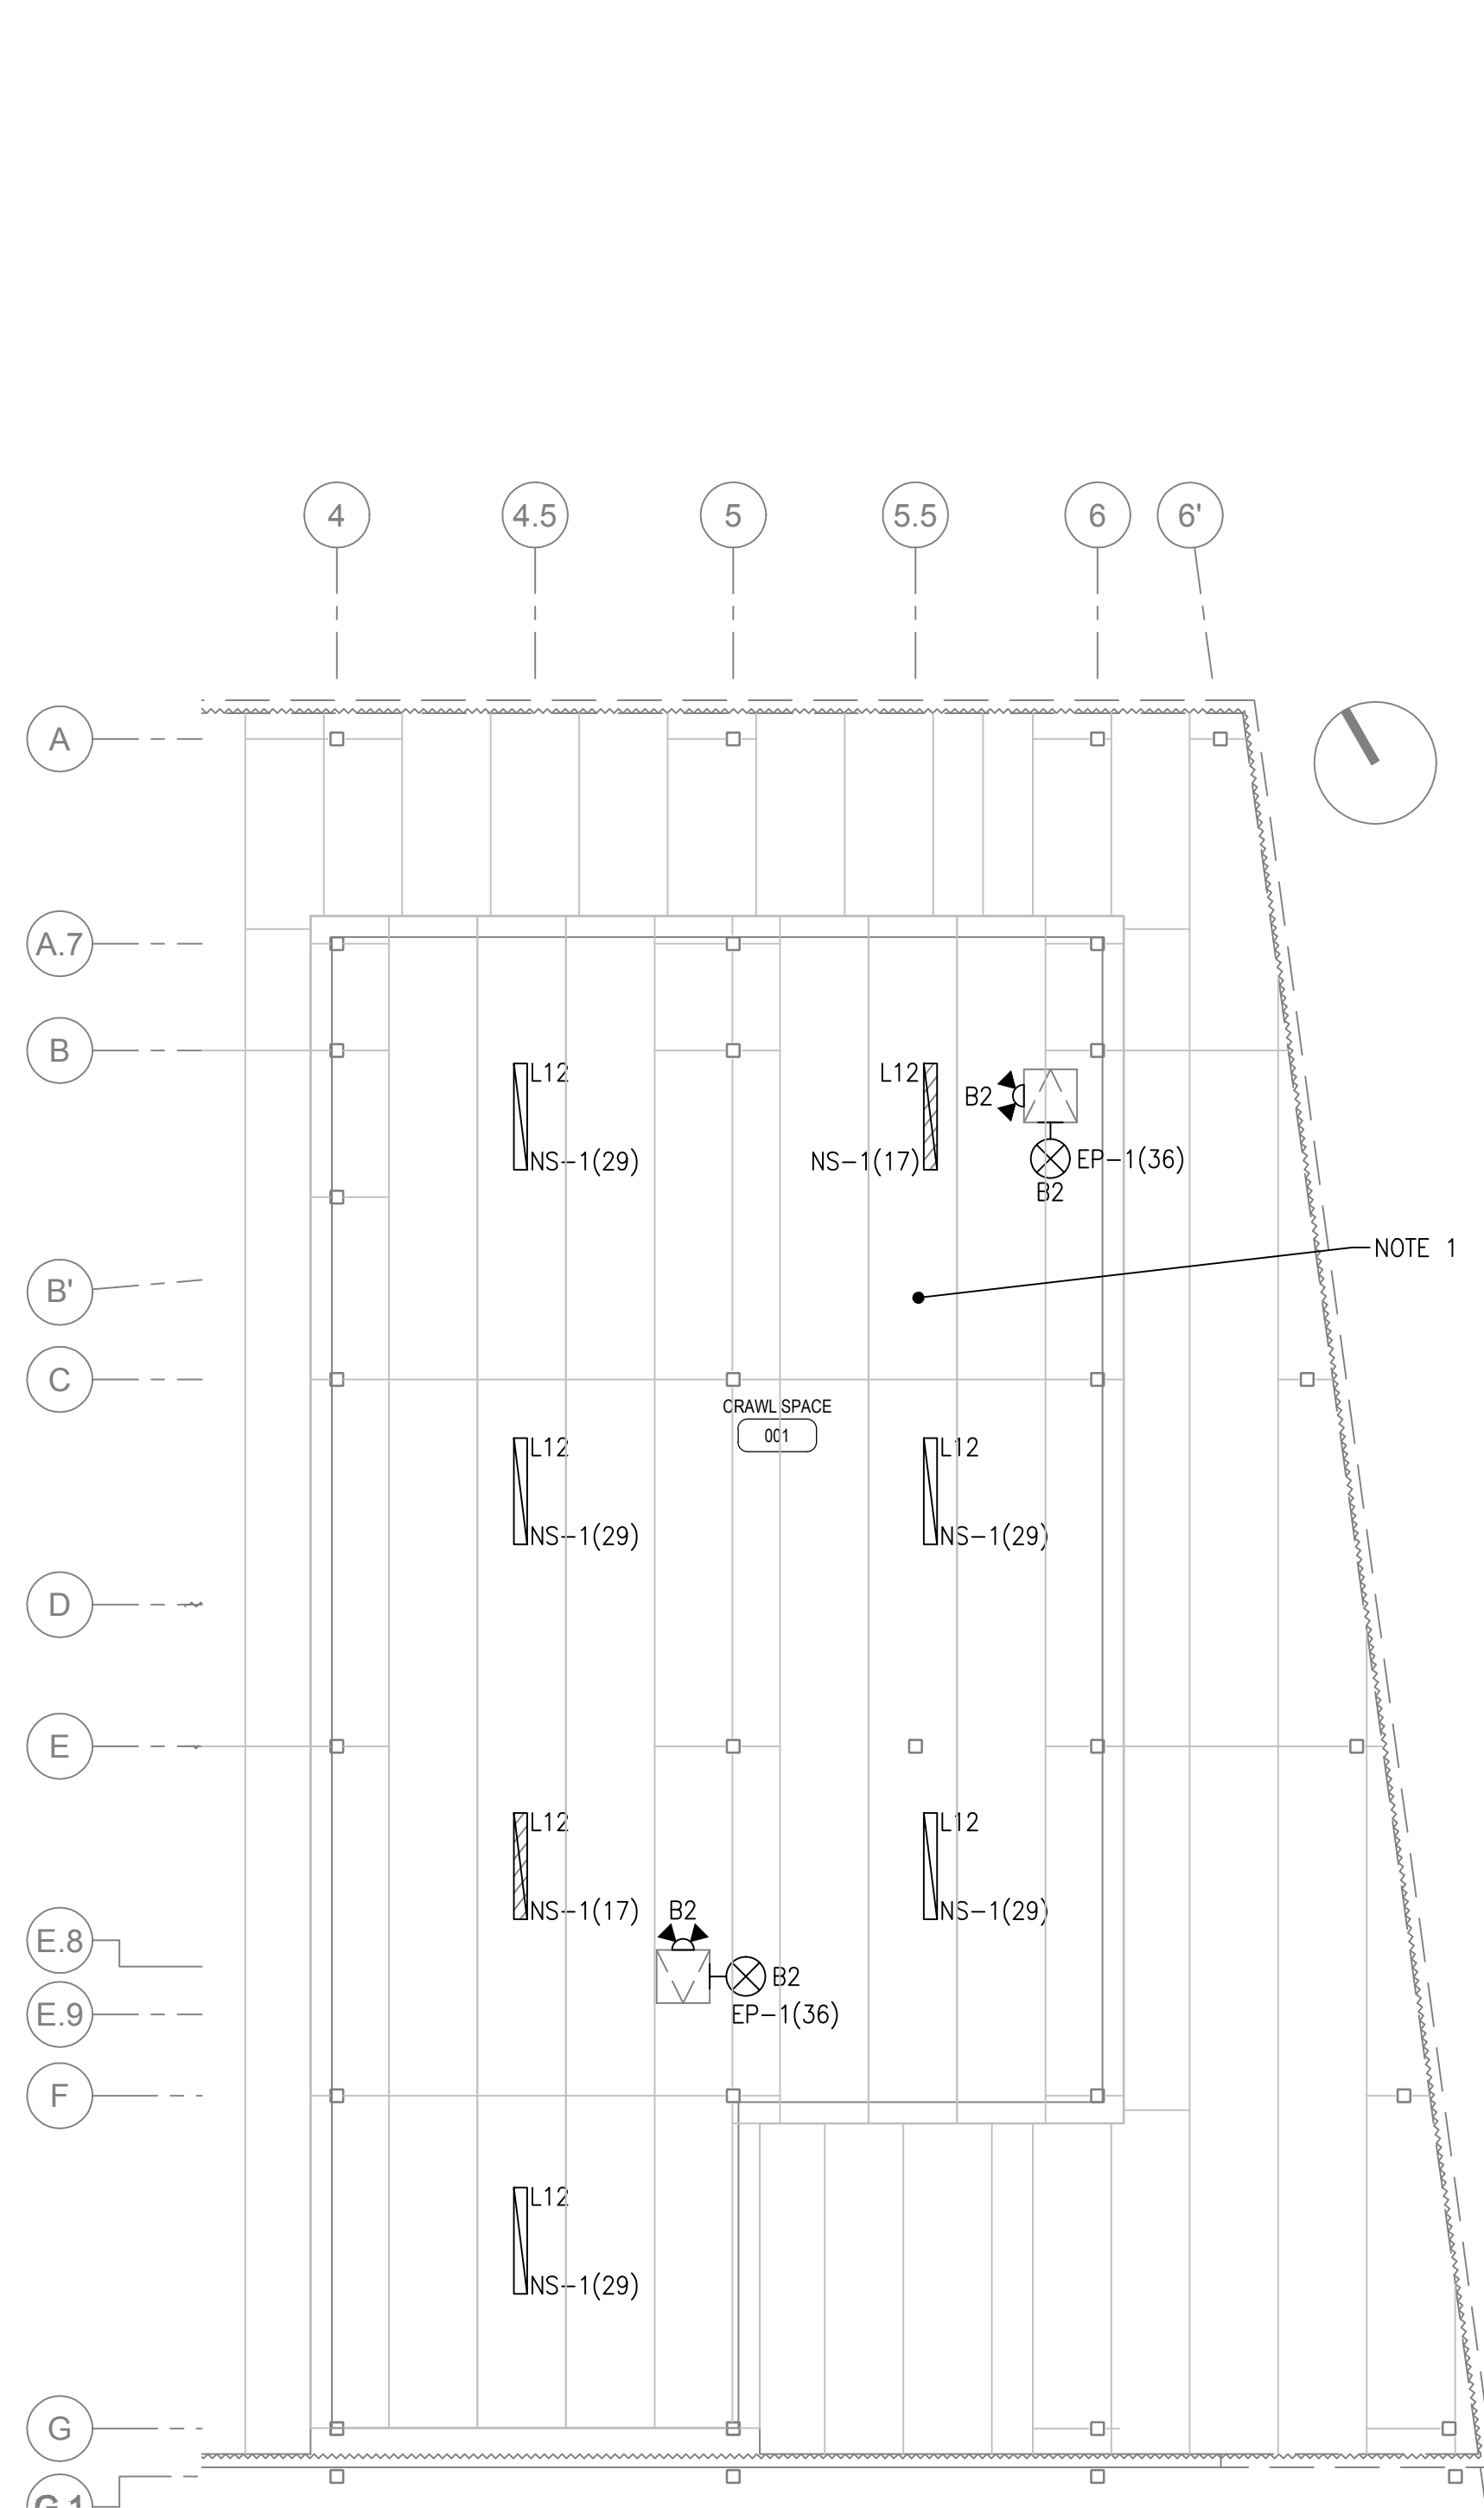 4 4.5 5 5.5 6 6'
A
A.7
B
L12 L12
B2
NS-1(29) NS-1(17) EP-1(36)
B2
NOTE 1
B'
C
CRAWL SPACE
001
L12 L12
NS-1(29) NS-1(29)
D
E
L12 L12
NS-1(17) B2 NS-1(29)
E.8
B2
E.9
EP-1(36)
F
L12
NS-1(29)
G
G.1